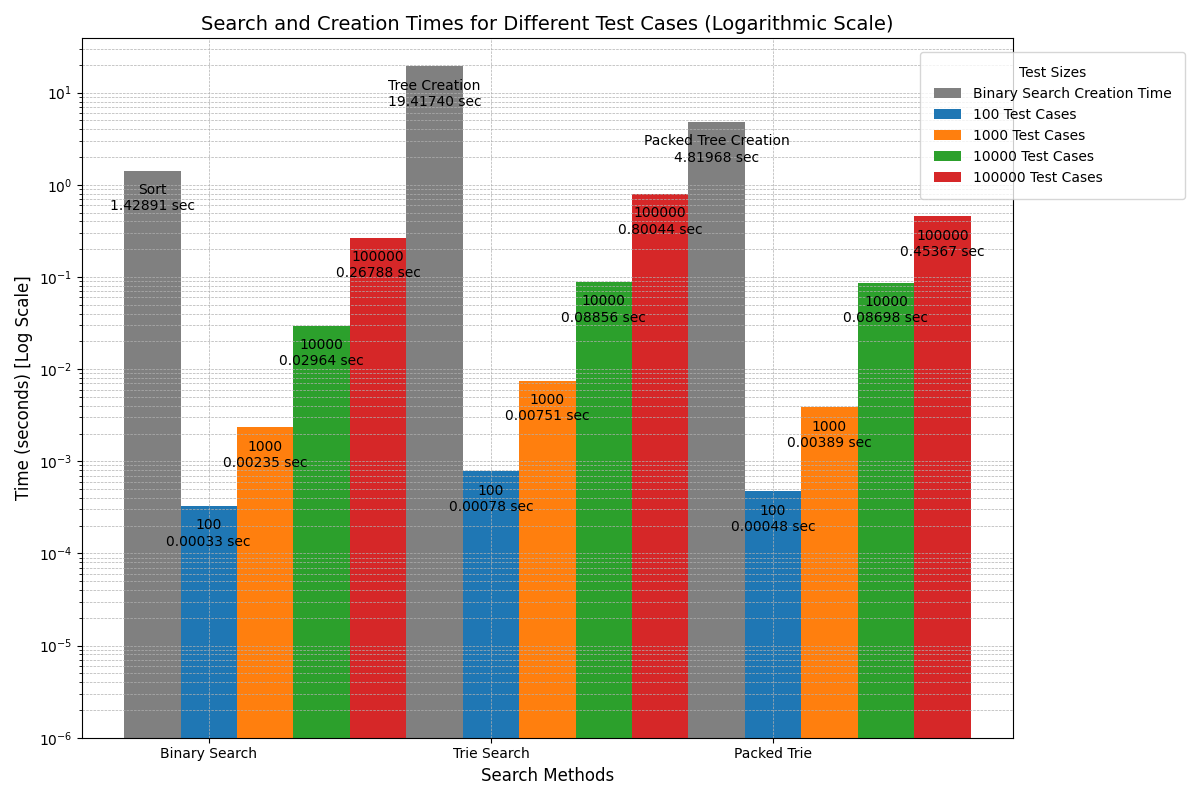 Search and Creation Times for Different Test Cases (Logarithmic Scale)
Time (seconds) [Log Scale]
10¹
10⁰
10⁻¹
10⁻²
10⁻³
10⁻⁴
10⁻⁵
10⁻⁶
Sort
1.42891 sec
100
0.00033 sec
1000
0.00235 sec
10000
0.02964 sec
100000
0.26788 sec
Tree Creation
19.41740 sec
100
0.00078 sec
1000
0.00751 sec
10000
0.08856 sec
100000
0.80044 sec
Packed Tree Creation
4.81968 sec
100
0.00048 sec
1000
0.00389 sec
10000
0.08698 sec
100000
0.45367 sec
Test Sizes
Binary Search Creation Time
100 Test Cases
1000 Test Cases
10000 Test Cases
100000 Test Cases
Binary Search
Trie Search
Packed Trie
Search Methods